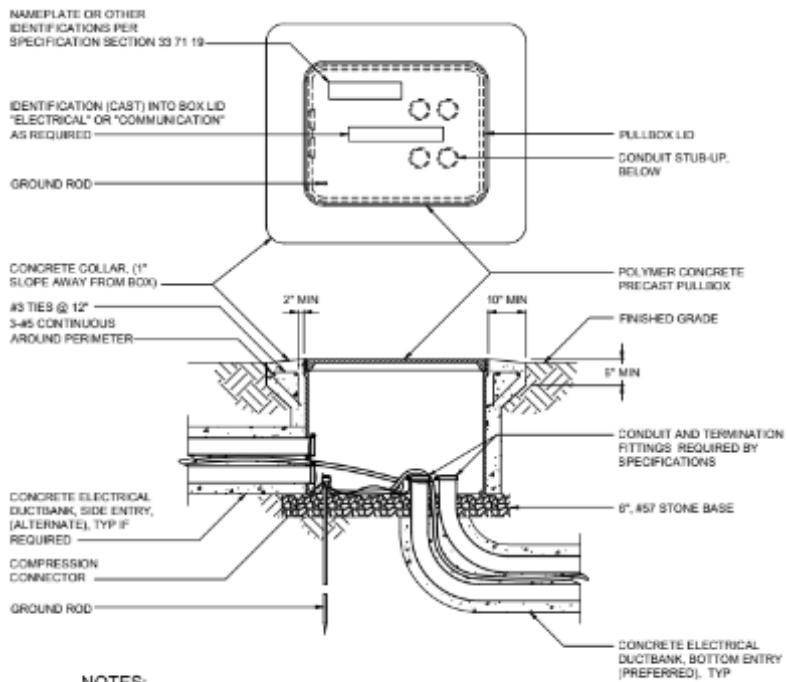 NAMEPLATE OR OTHER
IDENTIFICATIONS PER
SPECIFICATION SECTION 33 71 19
IDENTIFICATION (CAST) INTO BOX LID
"ELECTRICAL" OR "COMMUNICATION"
AS REQUIRED
GROUND ROD
PULLBOX LID
CONDUIT STUB-UP,
BELOW
CONCRETE COLLAR, (1"
SLOPE AWAY FROM BOX)
#3 TIES @ 12"
3-#5 CONTINUOUS
AROUND PERIMETER
2" MIN
10" MIN
POLYMER CONCRETE
PRECAST PULLBOX
FINISHED GRADE
MIN
CONDUIT AND TERMINATION
FITTINGS REQUIRED BY
SPECIFICATIONS
6", #57 STONE BASE
CONCRETE ELECTRICAL
DUCTBANK, SIDE ENTRY,
(ALTERNATE), TYP IF
REQUIRED
COMPRESSION
CONNECTOR
GROUND ROD
CONCRETE ELECTRICAL
DUCTBANK, BOTTOM ENTRY
(PREFERRED), TYP
NOTES: